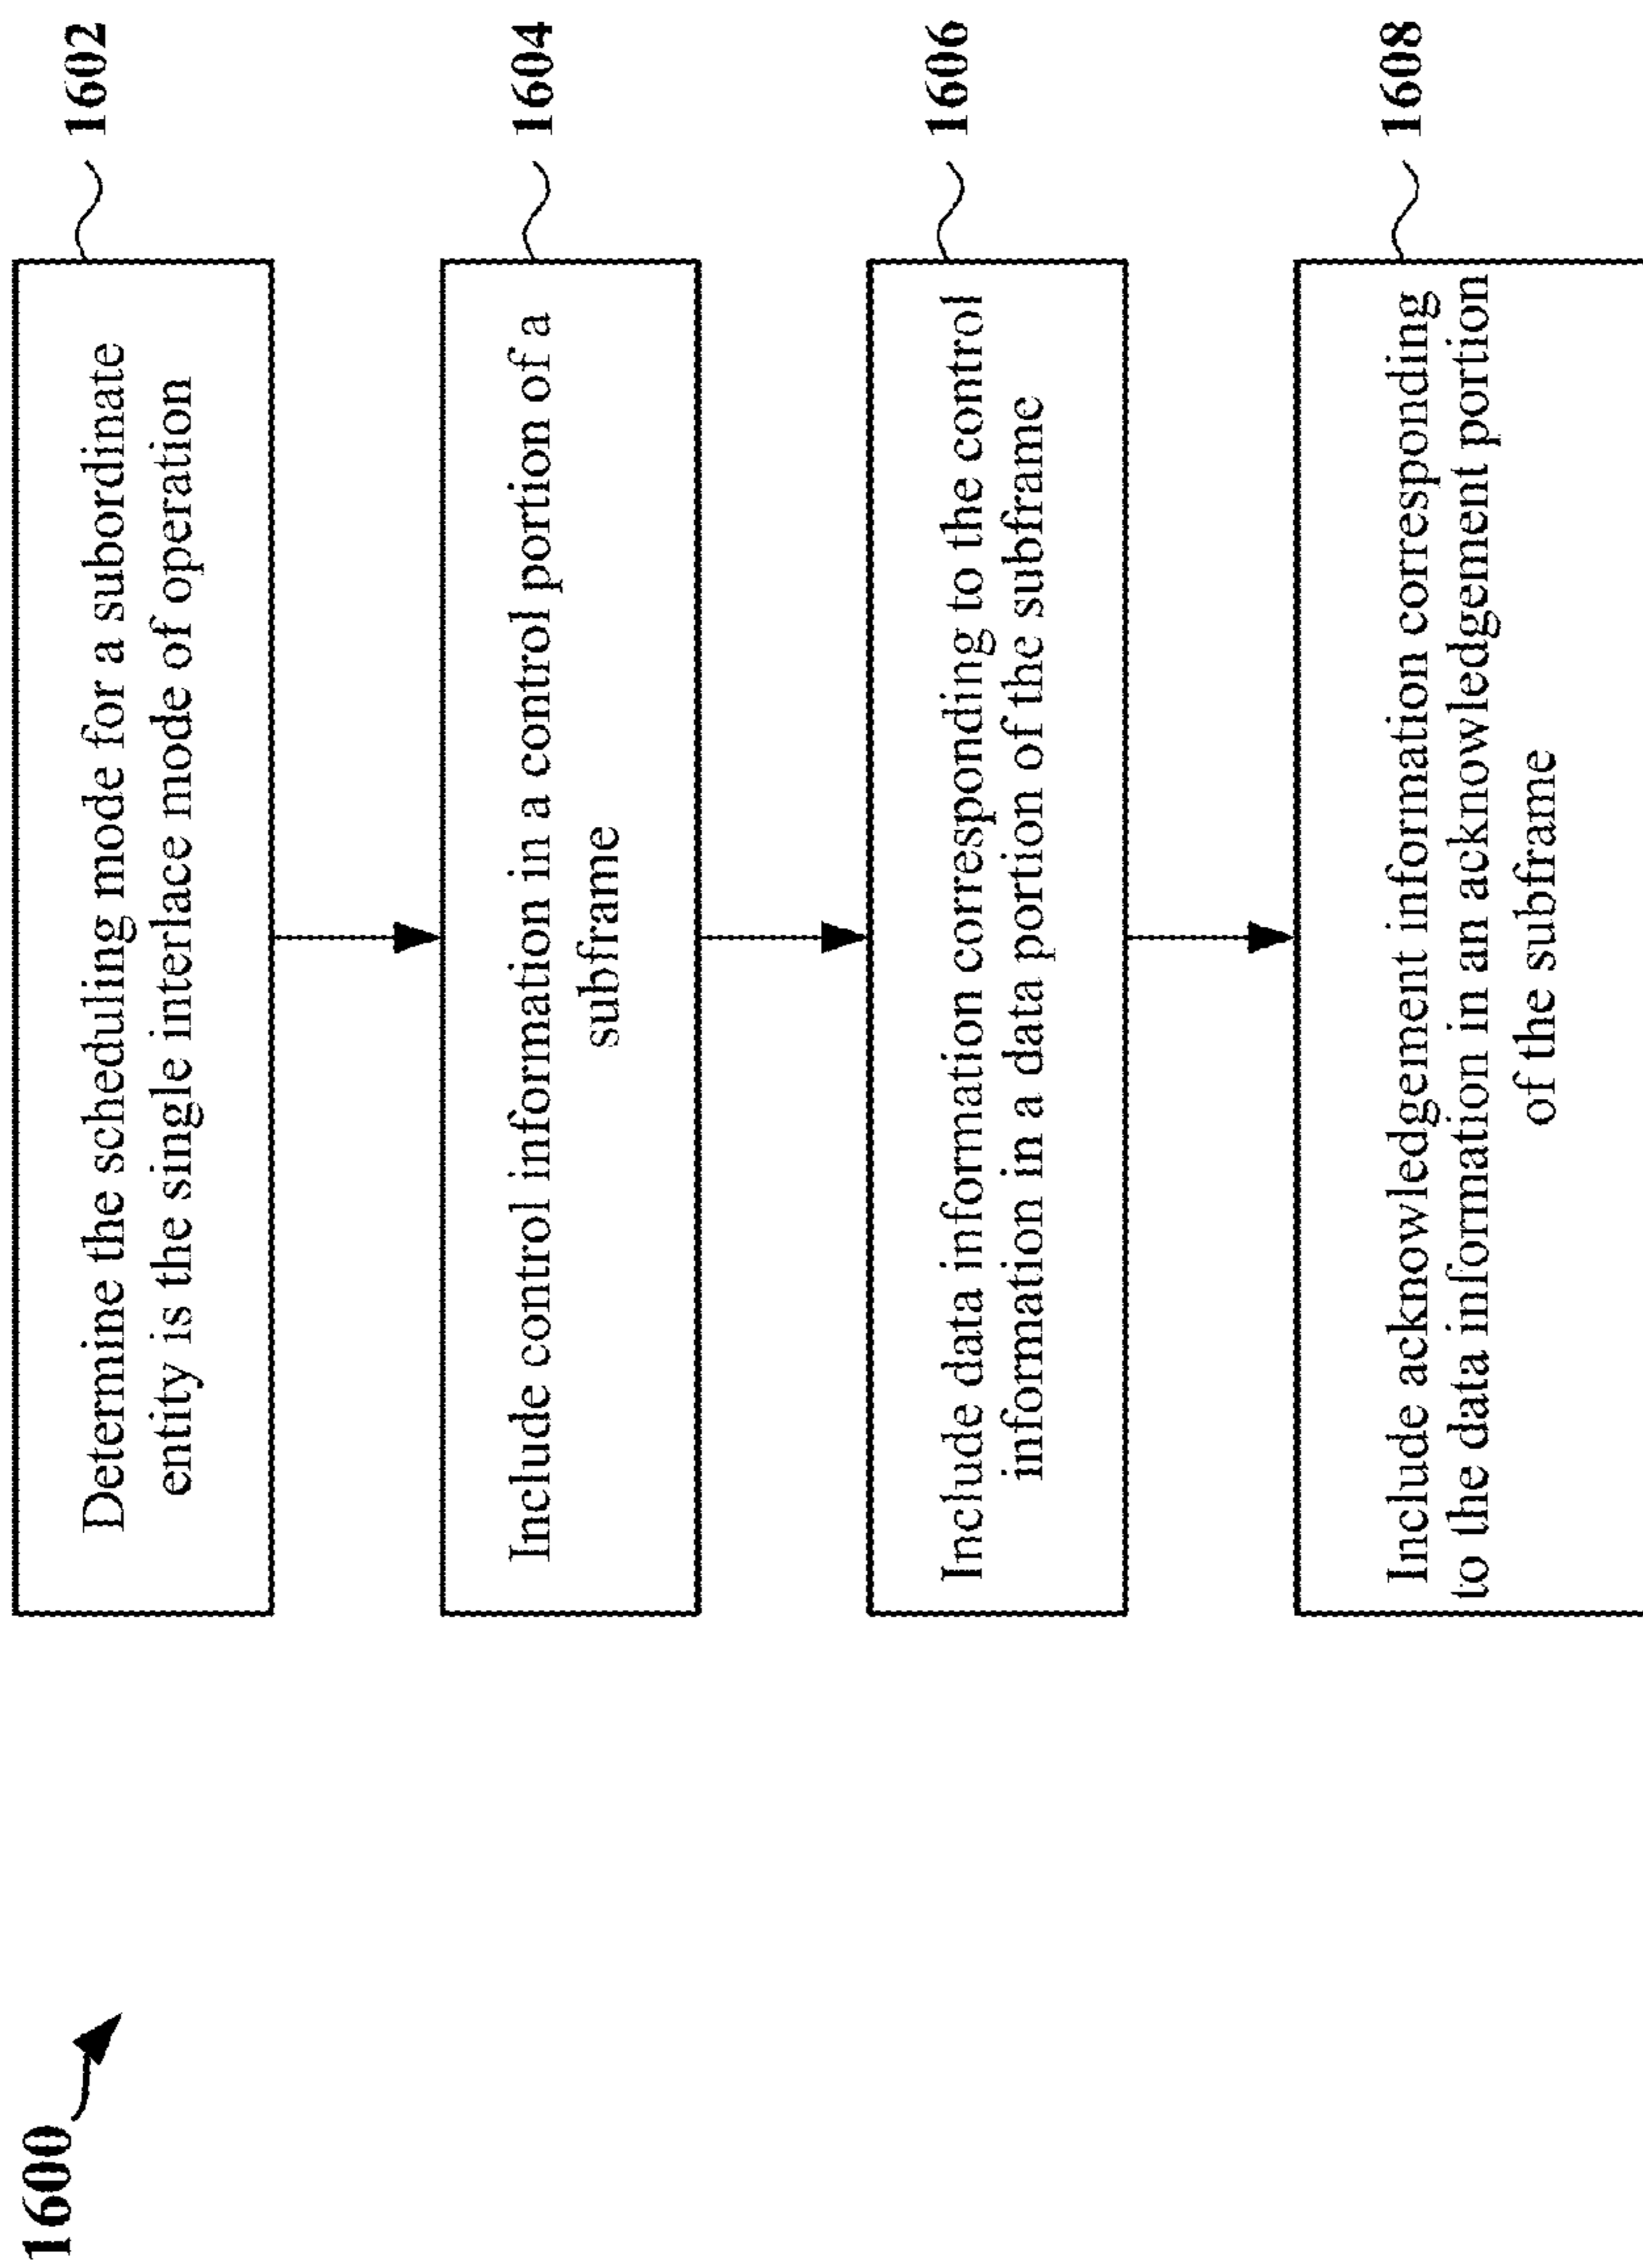 1600
Determine the scheduling mode for a subordinate
entity is the single interlace mode of operation
1602
Include control information in a control portion of a
subframe
1604
Include data information corresponding to the control
information in a data portion of the subframe
1606
Include acknowledgement information corresponding
to the data information in an acknowledgement portion
of the subframe
1608